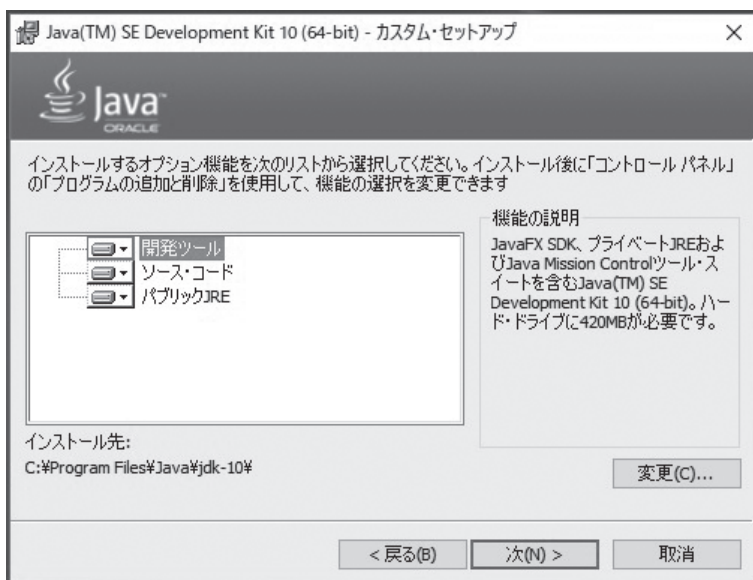 Java(TM) SE Development Kit 10 (64-bit) - カスタム・セットアップ
Java
ORACLE
インストールするオプション機能を次のリストから選択してください。インストール後に「コントロール パネル」
の「プログラムの追加と削除」を使用して、機能の選択を変更できます
開発ツール
ソース・コード
パブリックJRE
機能の説明
JavaFX SDK、プライベートJREおよ
びJava Mission Controlツール・ス
イートを含むJava(TM) SE
Development Kit 10 (64-bit)。ハー
ド・ドライブに420MBが必要です。
インストール先:
C:¥Program Files¥Java¥jdk-10¥
変更(C)...
< 戻る(B)
次(N) >
取消